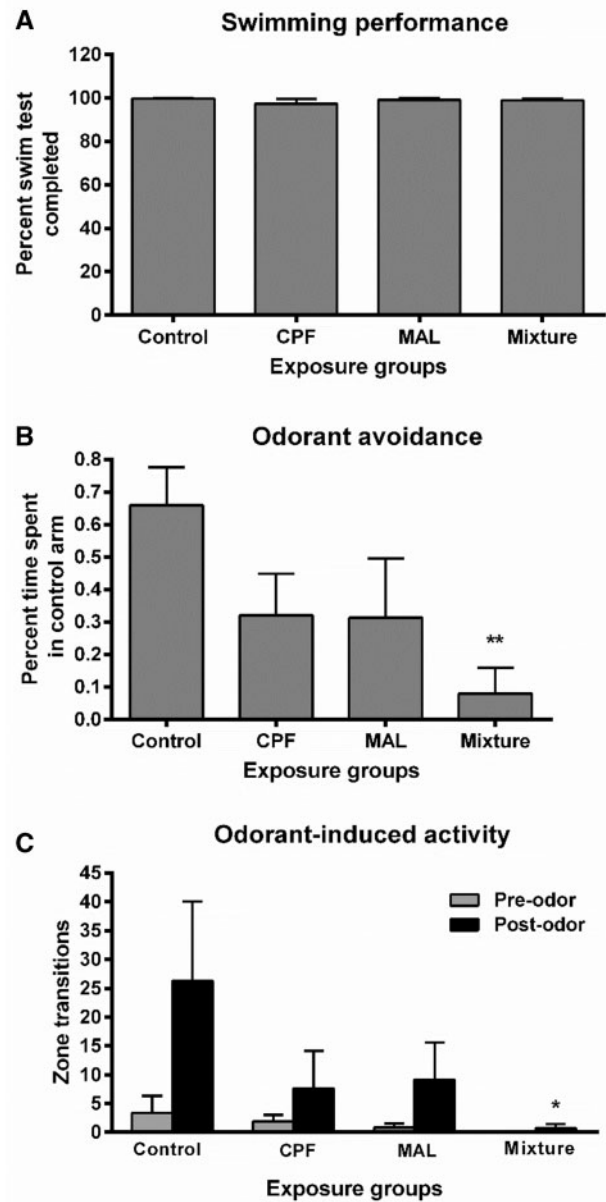 A
Swimming performance
120
100
80
60
40
20
0
Percent swim test
completed
Control CPF MAL Mixture
Exposure groups
B
Odorant avoidance
0.8
0.7
0.6
0.5
0.4
0.3
0.2
0.1
0.0
Percent time spent
in control arm
**
Control CPF MAL Mixture
Exposure groups
C
Odorant-induced activity
45
40
35
30
25
20
15
10
5
0
Zone transitions
Pre-odor
Post-odor
*
Control CPF MAL Mixture
Exposure groups